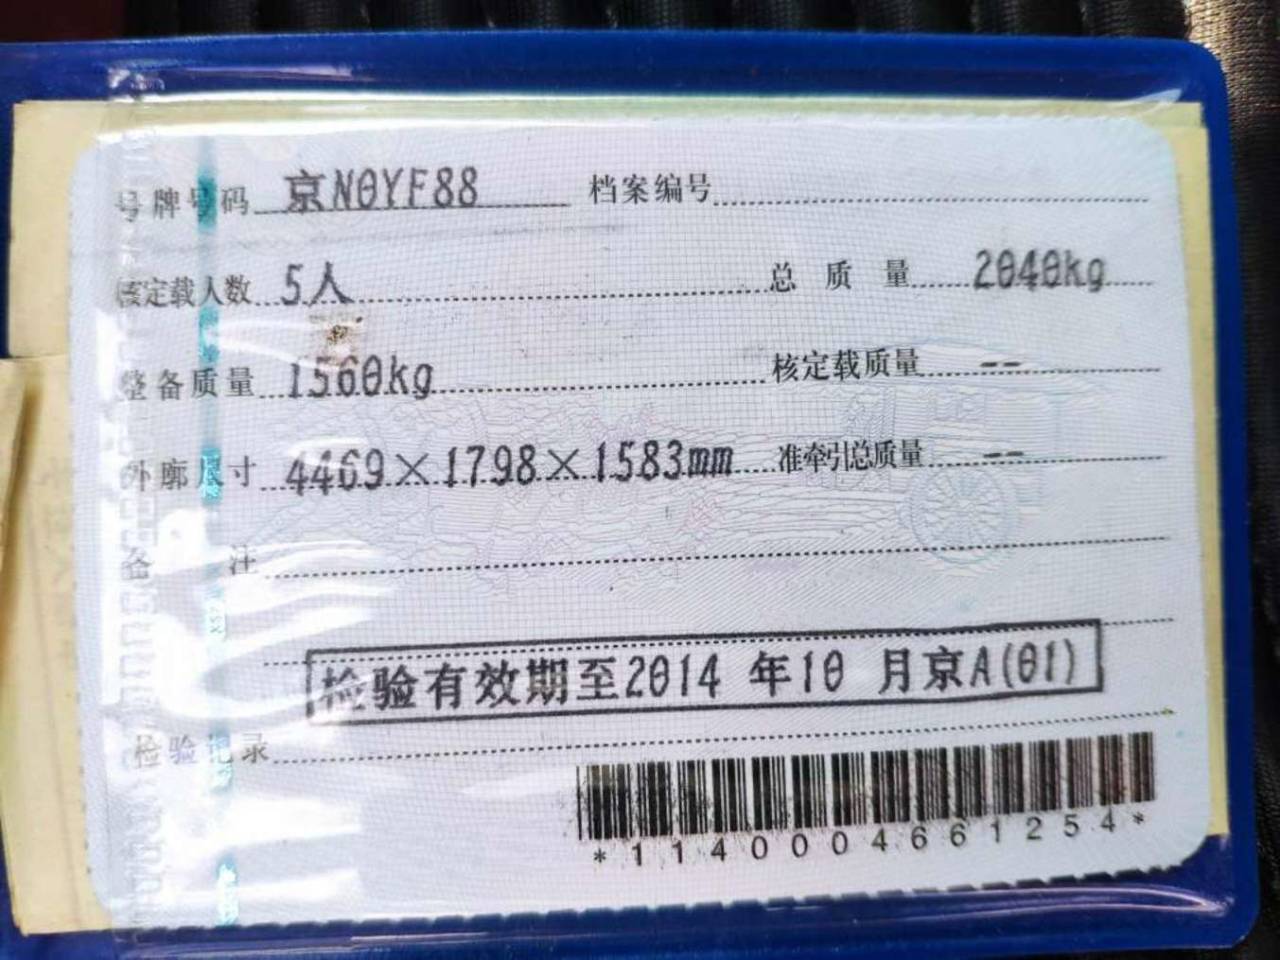 号牌号码 京N0YF88 档案编号
核定载人数 5人 总质量 2040kg
整备质量 1560kg 核定载质量 --
外廓尺寸 4469×1798×1583mm 准牵引总质量 --
备注
检验有效期至2014年10月京A(01)
检验记录
*1140004661254*